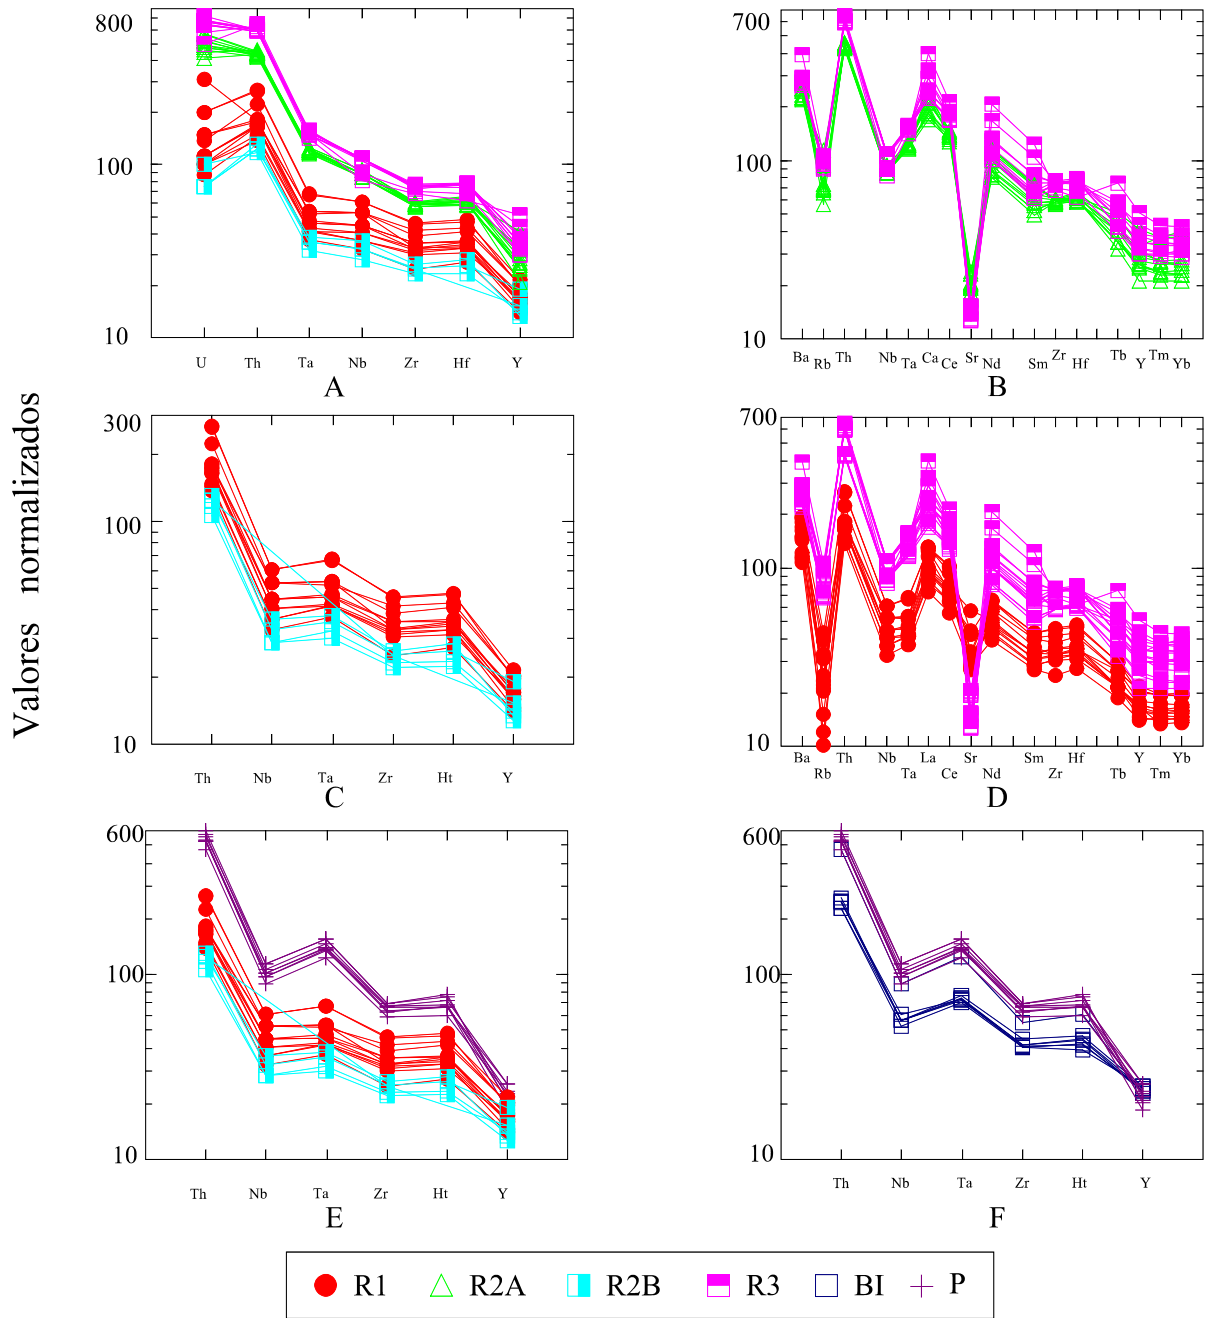 800
100
10
U Th Ta Nb Zr Hf Y
A
700
100
10
Ba Rb Th Nb Ta Ca Ce Sr Nd Sm Zr Hf Tb Y Tm Yb
B
Valores normalizados
300
100
10
Th Nb Ta Zr Ht Y
C
700
100
10
Ba Rb Th Nb Ta La Ce Sr Nd Sm Zr Hf Tb Y Tm Yb
D
600
100
10
Th Nb Ta Zr Ht Y
E
600
100
10
Th Nb Ta Zr Ht Y
F
R1 R2A R2B R3 BI P